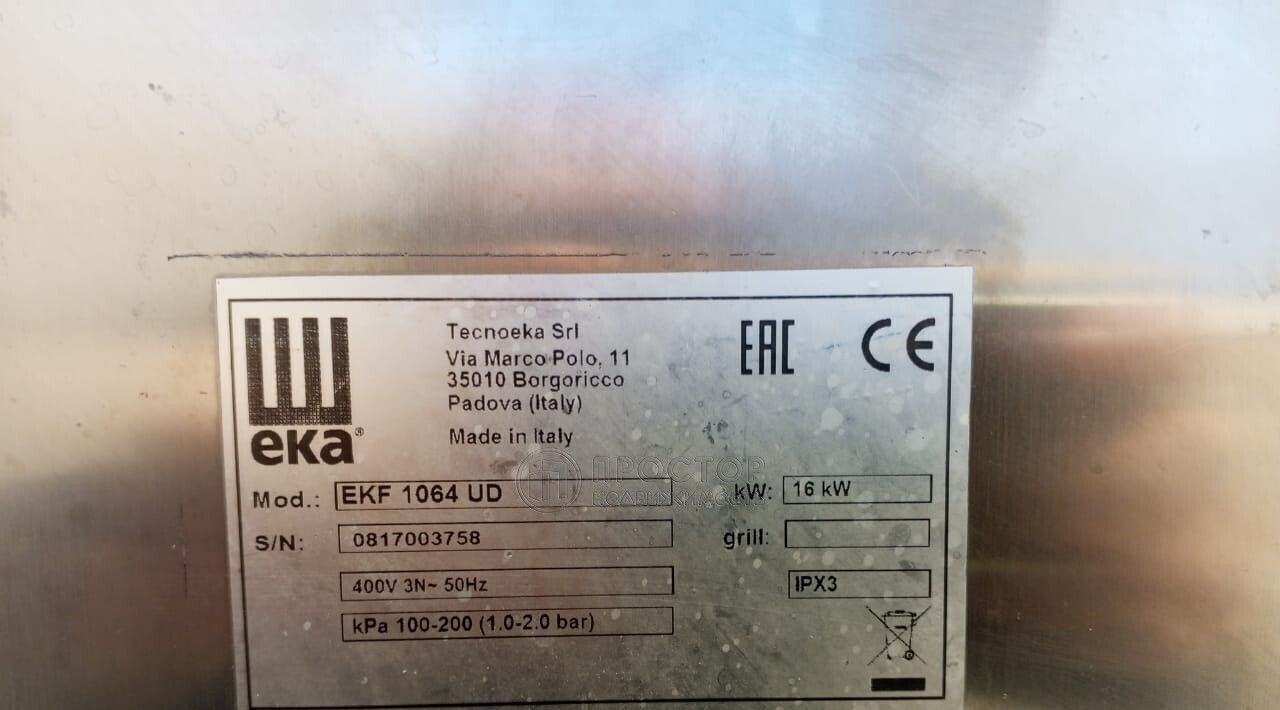 Tecnoeka Srl
Via Marco Polo, 11
35010 Borgoricco
Padova (Italy)
Made in Italy
EAC CE
eka®
ПРОСТОР
НЕДВИЖИМОСТЬ
Mod.: EKF 1064 UD kW: 16 kW
S/N: 0817003758 grill:
400V 3N~ 50Hz IPX3
kPa 100-200 (1.0-2.0 bar)